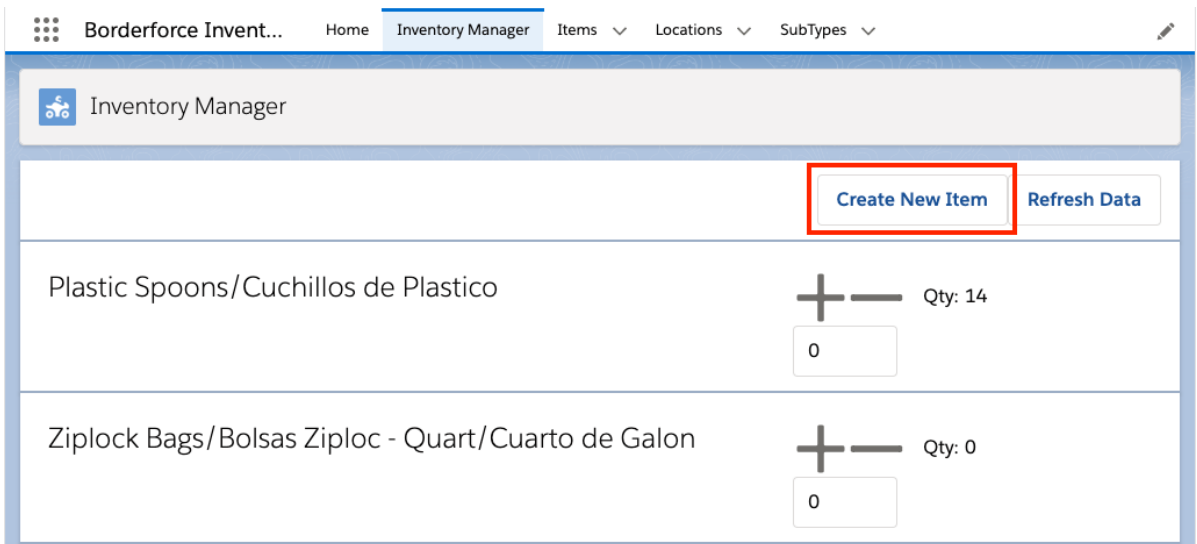 Borderforce Invent... Home Inventory Manager Items Locations SubTypes
Inventory Manager
Create New Item Refresh Data
Plastic Spoons/Cuchillos de Plastico
Qty: 14
0
Ziplock Bags/Bolsas Ziploc - Quart/Cuarto de Galon
Qty: 0
0